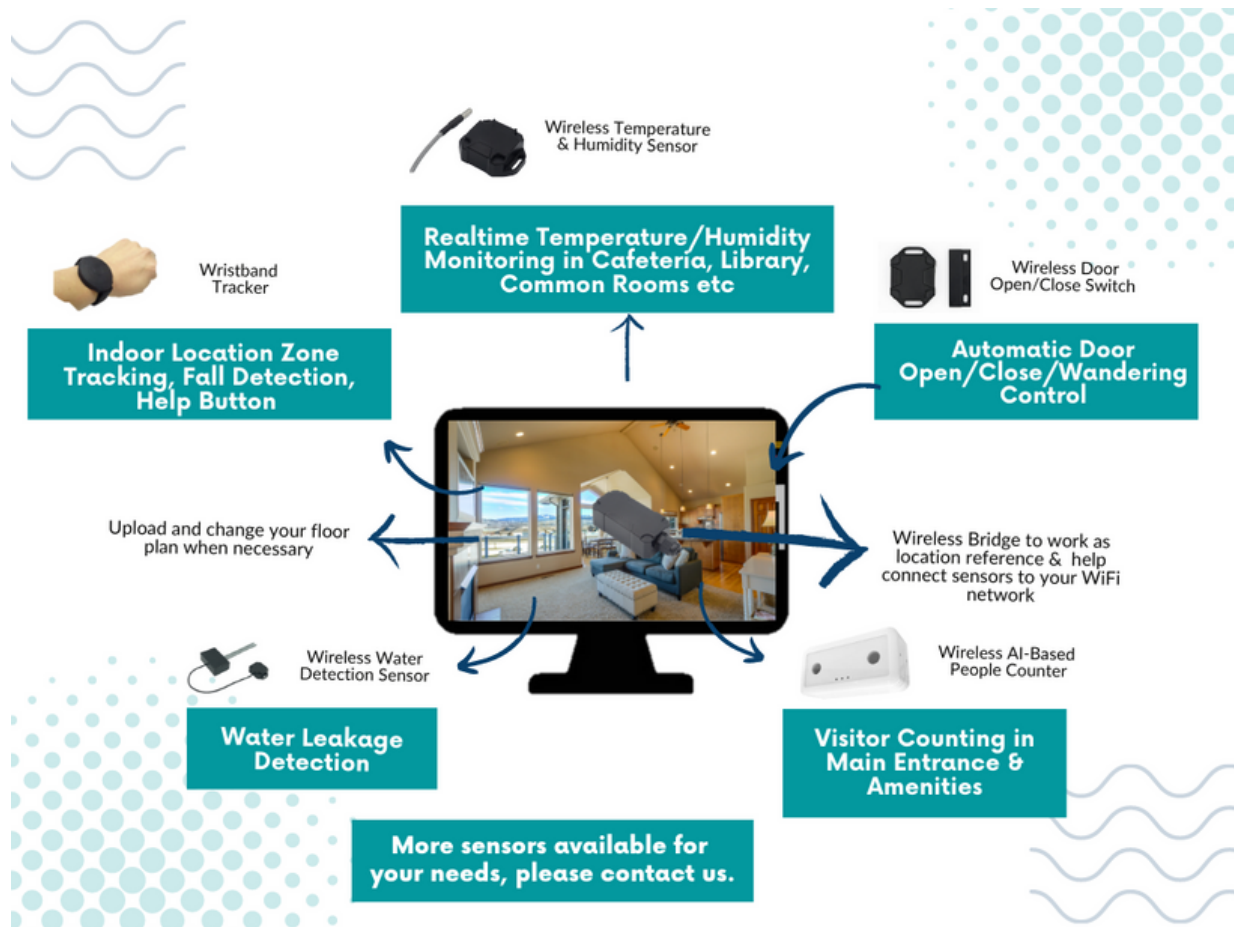 Wireless Temperature
& Humidity Sensor
Realtime Temperature/Humidity
Monitoring in Cafeteria, Library,
Common Rooms etc
Wristband
Tracker
Indoor Location Zone
Tracking, Fall Detection,
Help Button
Wireless Door
Open/Close Switch
Automatic Door
Open/Close/Wandering
Control
Upload and change your floor
plan when necessary
Wireless Bridge to work as
location reference & help
connect sensors to your WiFi
network
Wireless Water
Detection Sensor
Water Leakage
Detection
Wireless AI-Based
People Counter
Visitor Counting in
Main Entrance &
Amenities
More sensors available for
your needs, please contact us.